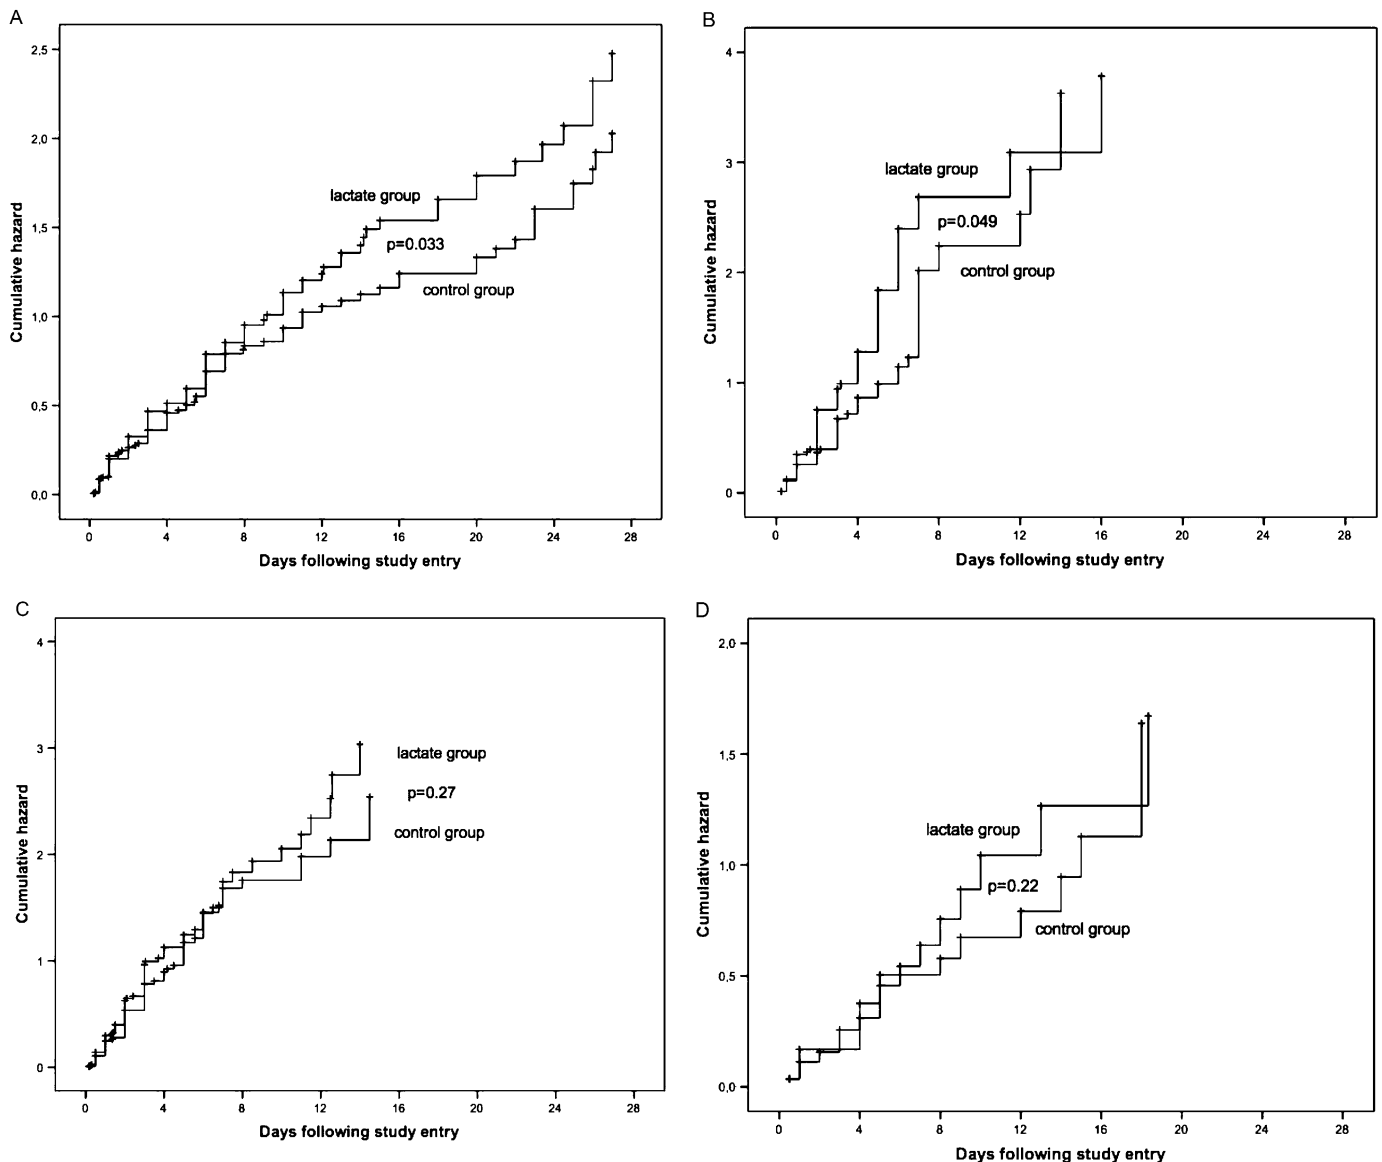 A
2,5
2,0
1,5
1,0
0,5
0,0
Cumulative hazard
lactate group
p=0.033
control group
0 4 8 12 16 20 24 28
Days following study entry
B
4
3
2
1
0
Cumulative hazard
lactate group
p=0.049
control group
0 4 8 12 16 20 24 28
Days following study entry
C
4
3
2
1
0
Cumulative hazard
lactate group
p=0.27
control group
0 4 8 12 16 20 24 28
Days following study entry
D
2,0
1,5
1,0
0,5
0,0
Cumulative hazard
lactate group
p=0.22
control group
0 4 8 12 16 20 24 28
Days following study entry